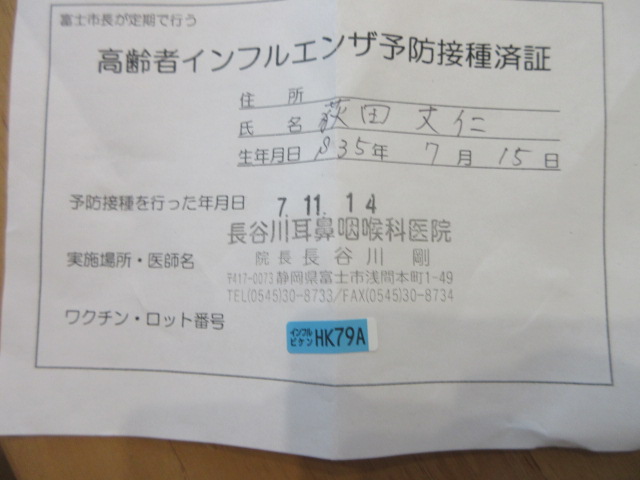 富士市長が定期で行う
高齢者インフルエンザ予防接種済証
住所
氏名 荻田 丈仁
生年月日 S35年 7月 15日
予防接種を行った年月日 7.11.14
長谷川耳鼻咽喉科医院
実施場所・医師名 院長 長谷川 剛
〒417-0073 静岡県富士市浅間本町1-49
TEL(0545)30-8733/FAX(0545)30-8734
ワクチン・ロット番号
インフル
ビケン HK79A